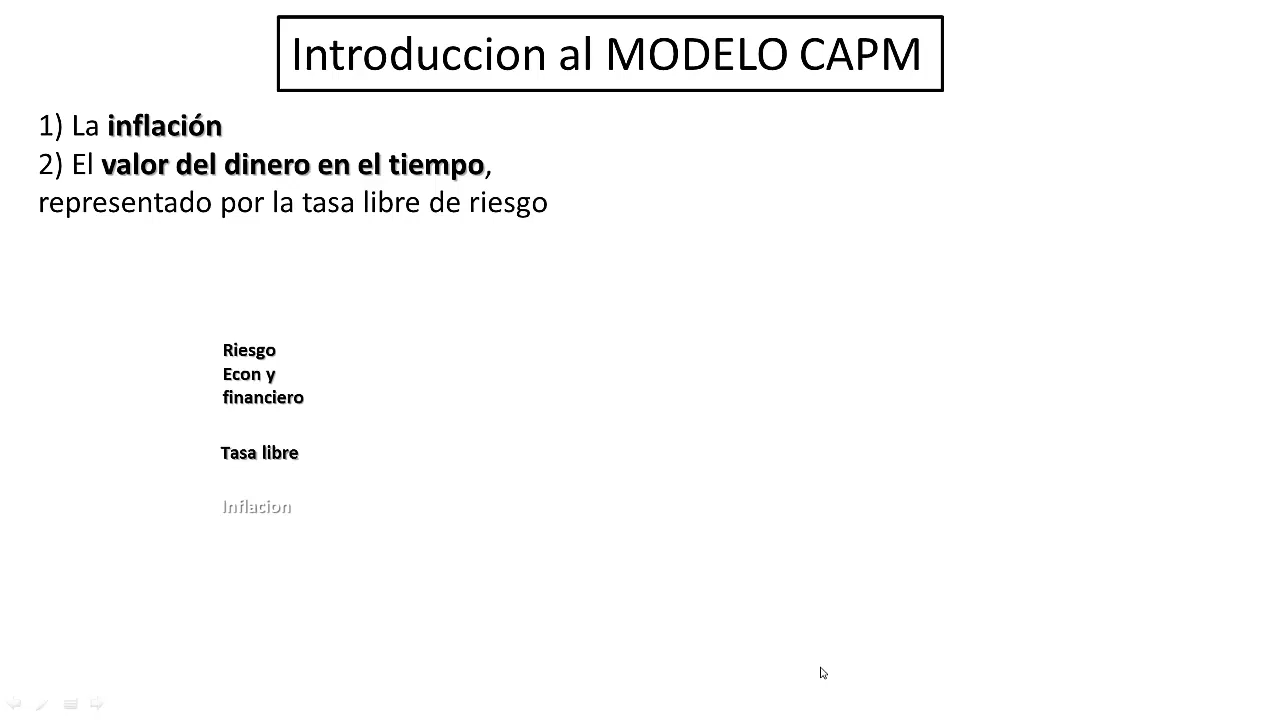 Introduccion al MODELO CAPM
1) La inflación
2) El valor del dinero en el tiempo,
representado por la tasa libre de riesgo
Riesgo
Econ y
financiero
Tasa libre
Inflacion